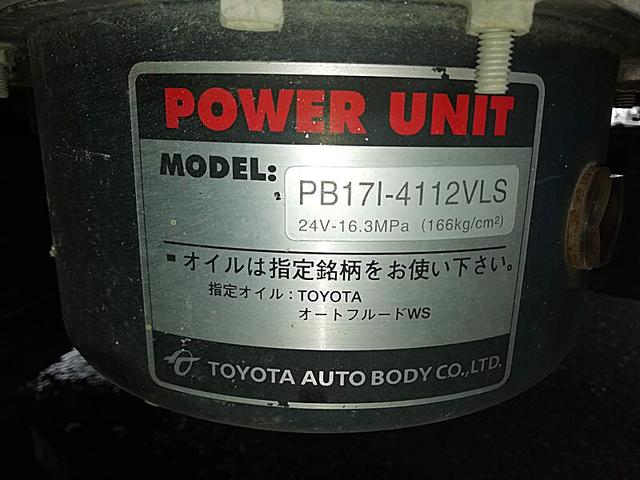 POWER UNIT
MODEL:
PB17I-4112VLS
24V-16.3MPa (166kg/cm²)
■オイルは指定銘柄をお使い下さい。
指定オイル：TOYOTA
オートフルードWS
TOYOTA AUTO BODY CO.,LTD.